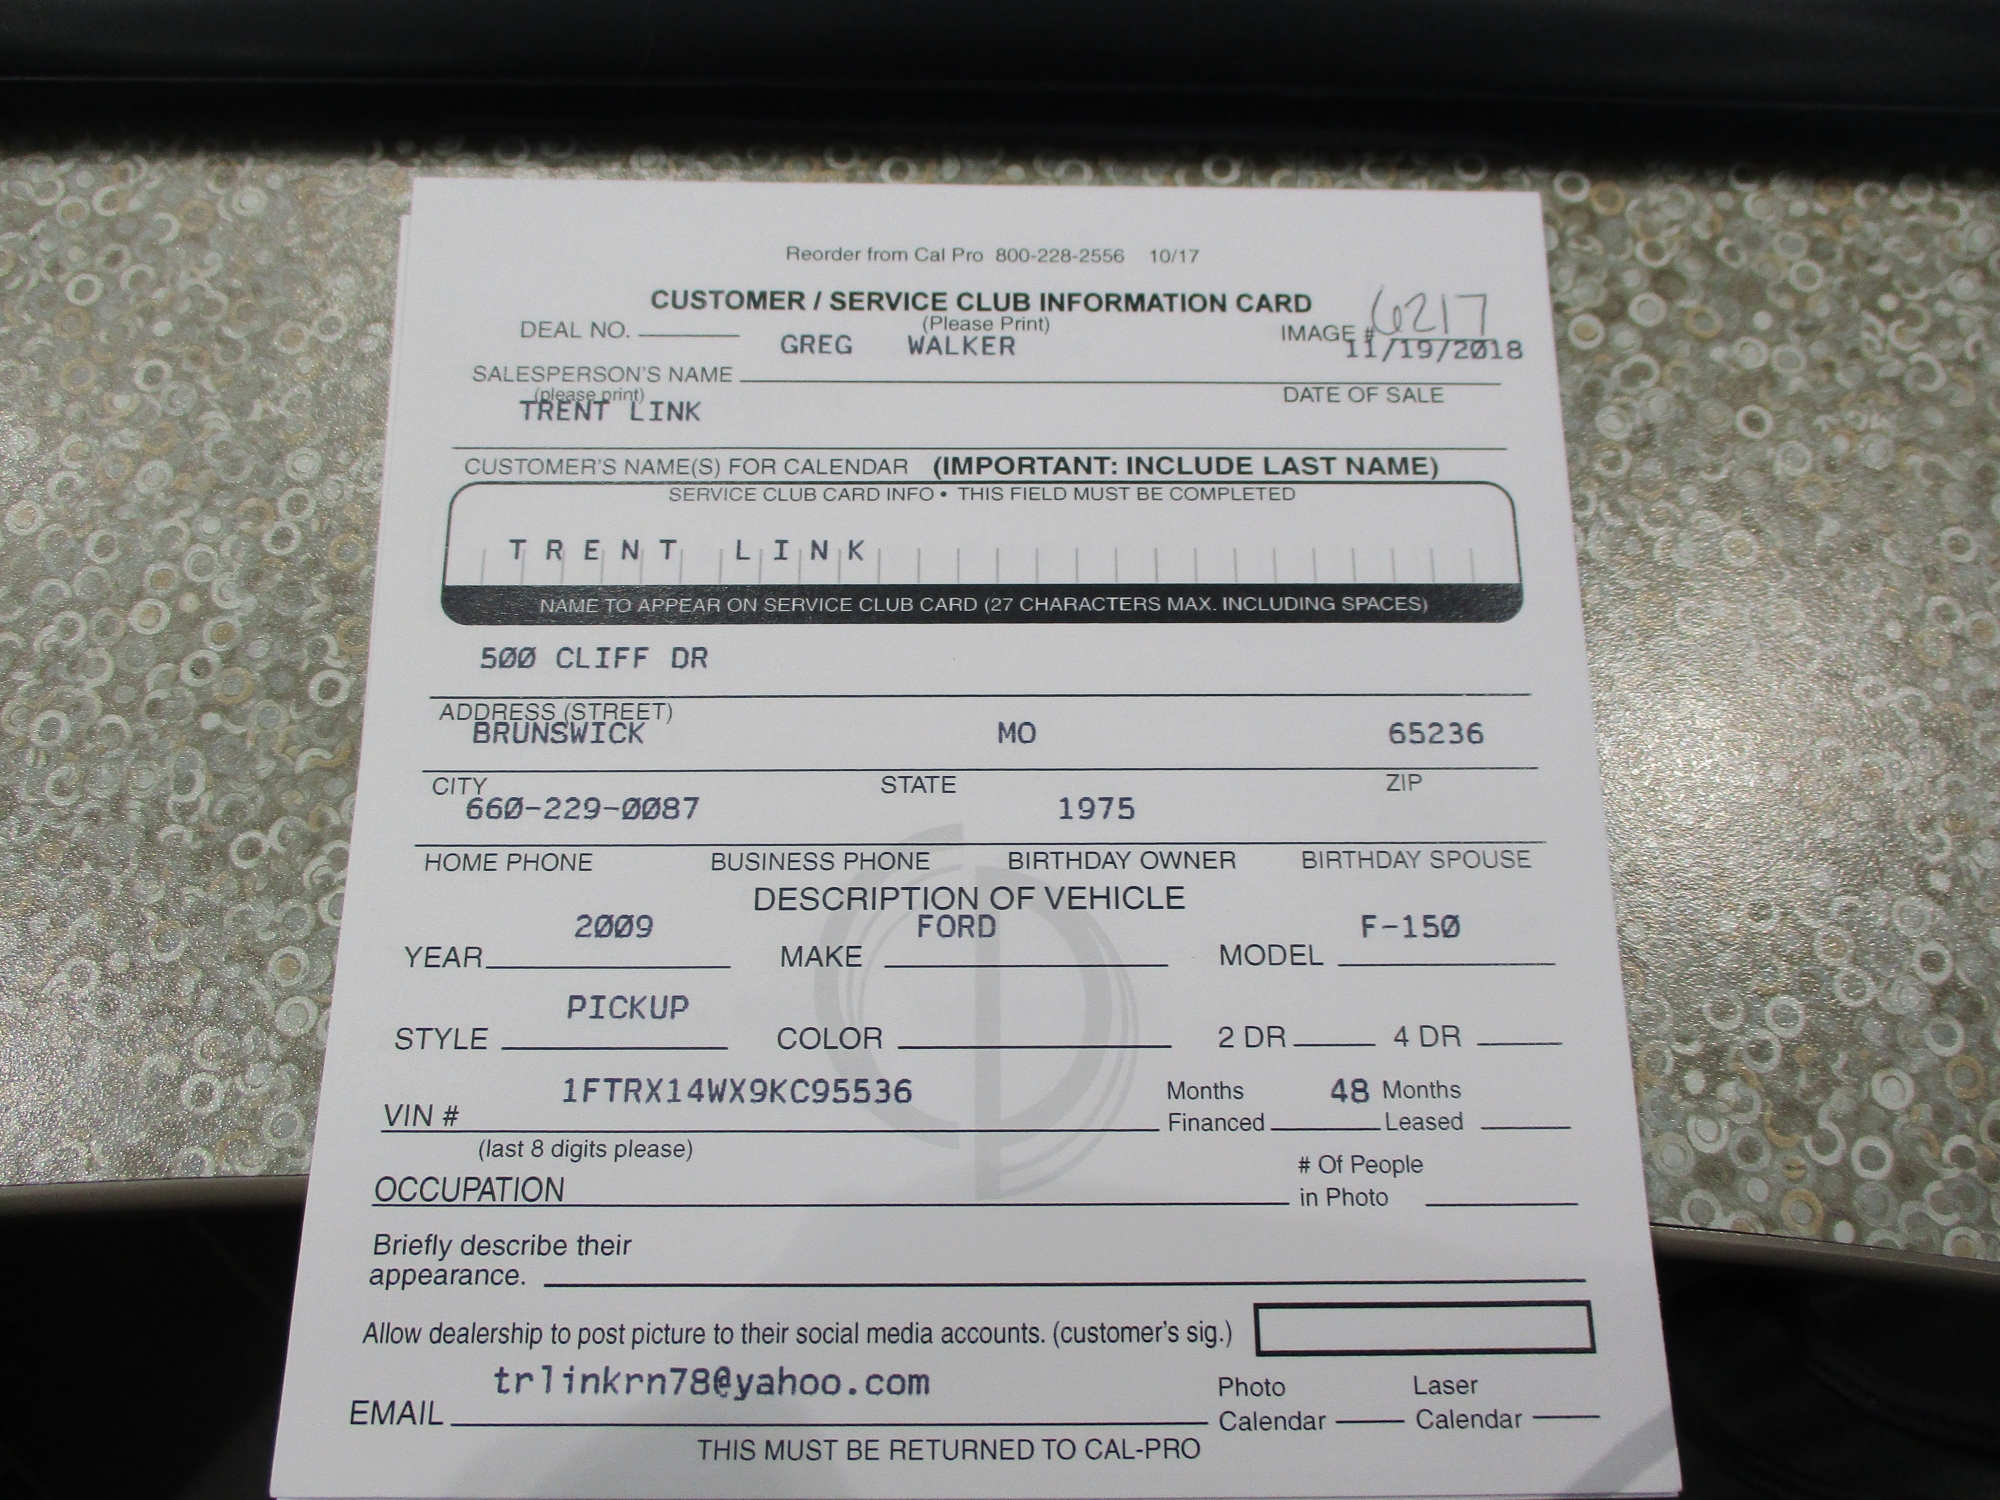 Reorder from Cal Pro 800-228-2556 10/17
CUSTOMER / SERVICE CLUB INFORMATION CARD
(Please Print)
DEAL NO. IMAGE # 6217
GREG WALKER 11/19/2018
SALESPERSON'S NAME DATE OF SALE
(please print)
TRENT LINK
CUSTOMER'S NAME(S) FOR CALENDAR (IMPORTANT: INCLUDE LAST NAME)
SERVICE CLUB CARD INFO • THIS FIELD MUST BE COMPLETED
TRENT LINK
NAME TO APPEAR ON SERVICE CLUB CARD (27 CHARACTERS MAX. INCLUDING SPACES)
500 CLIFF DR
ADDRESS (STREET)
BRUNSWICK MO 65236
CITY STATE ZIP
660-229-0087 1975
HOME PHONE BUSINESS PHONE BIRTHDAY OWNER BIRTHDAY SPOUSE
DESCRIPTION OF VEHICLE
2009 FORD F-150
YEAR MAKE MODEL
PICKUP
STYLE COLOR 2 DR 4 DR
1FTRX14WX9KC95536 Months 48 Months
VIN # Financed Leased
(last 8 digits please)
# Of People
OCCUPATION in Photo
Briefly describe their
appearance.
Allow dealership to post picture to their social media accounts. (customer's sig.)
trlinkrn78@yahoo.com Photo Laser
EMAIL Calendar Calendar
THIS MUST BE RETURNED TO CAL-PRO